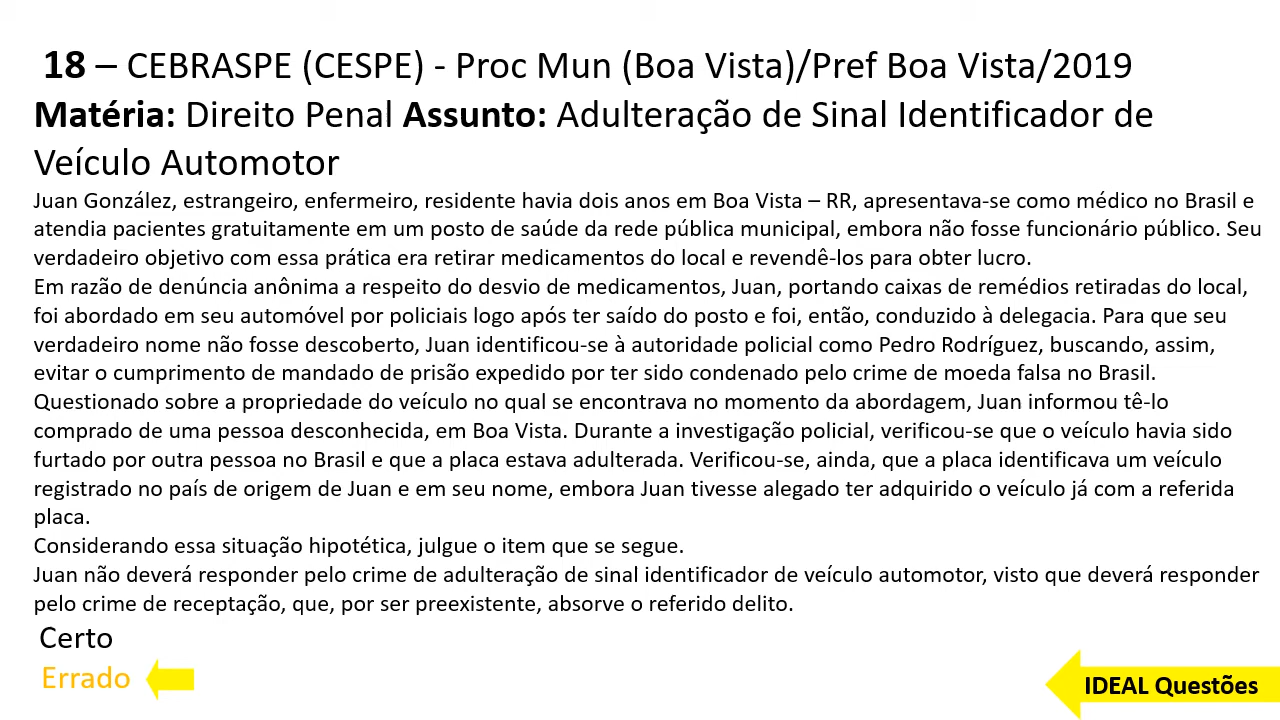 18 – CEBRASPE (CESPE) - Proc Mun (Boa Vista)/Pref Boa Vista/2019
Matéria: Direito Penal Assunto: Adulteração de Sinal Identificador de
Veículo Automotor
Juan González, estrangeiro, enfermeiro, residente havia dois anos em Boa Vista – RR, apresentava-se como médico no Brasil e
atendia pacientes gratuitamente em um posto de saúde da rede pública municipal, embora não fosse funcionário público. Seu
verdadeiro objetivo com essa prática era retirar medicamentos do local e revendê-los para obter lucro.
Em razão de denúncia anônima a respeito do desvio de medicamentos, Juan, portando caixas de remédios retiradas do local,
foi abordado em seu automóvel por policiais logo após ter saído do posto e foi, então, conduzido à delegacia. Para que seu
verdadeiro nome não fosse descoberto, Juan identificou-se à autoridade policial como Pedro Rodríguez, buscando, assim,
evitar o cumprimento de mandado de prisão expedido por ter sido condenado pelo crime de moeda falsa no Brasil.
Questionado sobre a propriedade do veículo no qual se encontrava no momento da abordagem, Juan informou tê-lo
comprado de uma pessoa desconhecida, em Boa Vista. Durante a investigação policial, verificou-se que o veículo havia sido
furtado por outra pessoa no Brasil e que a placa estava adulterada. Verificou-se, ainda, que a placa identificava um veículo
registrado no país de origem de Juan e em seu nome, embora Juan tivesse alegado ter adquirido o veículo já com a referida
placa.
Considerando essa situação hipotética, julgue o item que se segue.
Juan não deverá responder pelo crime de adulteração de sinal identificador de veículo automotor, visto que deverá responder
pelo crime de receptação, que, por ser preexistente, absorve o referido delito.
Certo
Errado
IDEAL Questões